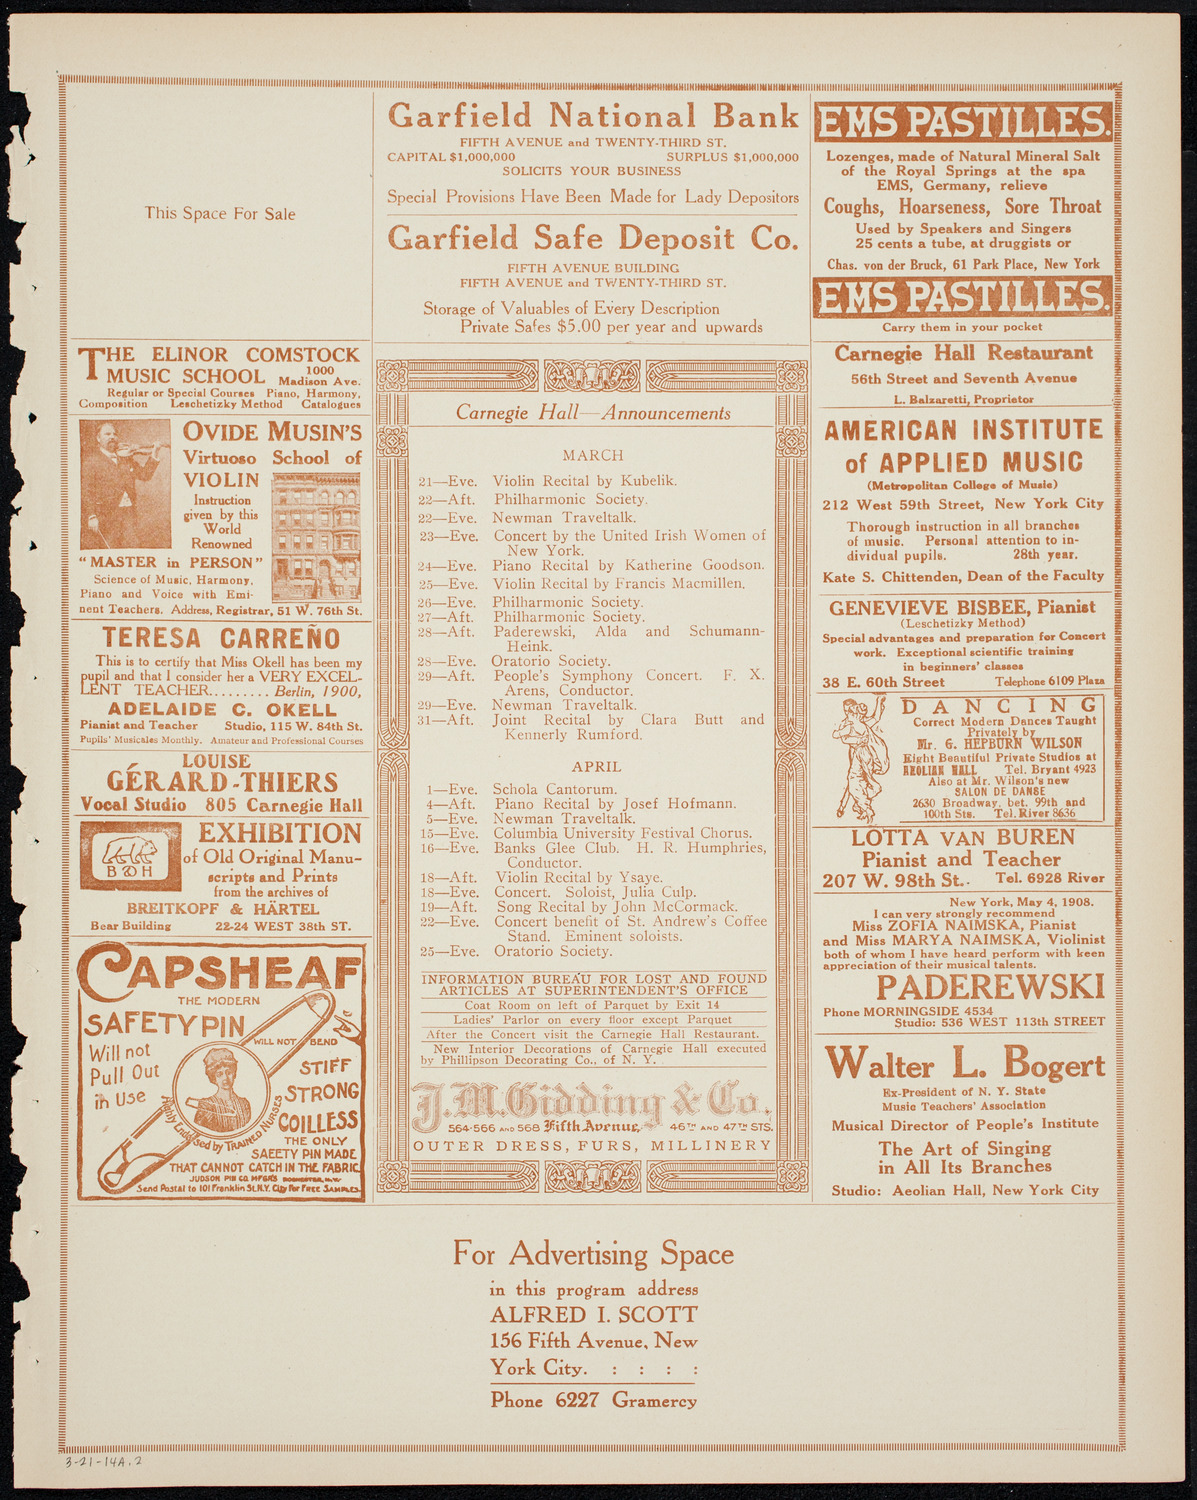 This Space For Sale
THE ELINOR COMSTOCK
MUSIC SCHOOL 1000 Madison Ave.
Regular or Special Courses Piano, Harmony,
Composition Leschetizky Method Catalogues
OVIDE MUSIN'S
Virtuoso School of
VIOLIN
Instruction
given by this
World
Renowned
"MASTER in PERSON"
Science of Music, Harmony,
Piano and Voice with Emi-
nent Teachers. Address, Registrar, 51 W. 76th St.
TERESA CARREÑO
This is to certify that Miss Okell has been my
pupil and that I consider her a VERY EXCEL-
LENT TEACHER......... Berlin, 1900,
ADELAIDE C. OKELL
Pianist and Teacher Studio, 115 W. 84th St.
Pupils' Musicales Monthly. Amateur and Professional Courses
LOUISE
GÉRARD-THIERS
Vocal Studio 805 Carnegie Hall
B & H
EXHIBITION
of Old Original Manu-
scripts and Prints
from the archives of
BREITKOPF & HÄRTEL
Bear Building 22-24 WEST 38th ST.
CAPSHEAF
THE MODERN
SAFETY PIN
WILL NOT BEND
Will not
Pull Out
in Use
STIFF
STRONG
COILLESS
Highly Endorsed by TRAINED NURSES
THE ONLY
SAFETY PIN MADE
THAT CANNOT CATCH IN THE FABRIC.
JUDSON PIN CO. MFGRS. ROCHESTER, N.Y.
Send Postal to 101 Franklin St. N.Y. City For FREE SAMPLES
Garfield National Bank
FIFTH AVENUE and TWENTY-THIRD ST.
CAPITAL $1,000,000 SURPLUS $1,000,000
SOLICITS YOUR BUSINESS
Special Provisions Have Been Made for Lady Depositors
Garfield Safe Deposit Co.
FIFTH AVENUE BUILDING
FIFTH AVENUE and TWENTY-THIRD ST.
Storage of Valuables of Every Description
Private Safes $5.00 per year and upwards
Carnegie Hall—Announcements
MARCH
21—Eve. Violin Recital by Kubelik.
22—Aft. Philharmonic Society.
22—Eve. Newman Traveltalk.
23—Eve. Concert by the United Irish Women of
New York.
24—Eve. Piano Recital by Katherine Goodson.
25—Eve. Violin Recital by Francis Macmillen.
26—Eve. Philharmonic Society.
27—Aft. Philharmonic Society.
28—Aft. Paderewski, Alda and Schumann-
Heink.
28—Eve. Oratorio Society.
29—Aft. People's Symphony Concert. F. X.
Arens, Conductor.
29—Eve. Newman Traveltalk.
31—Aft. Joint Recital by Clara Butt and
Kennerly Rumford.
APRIL
1—Eve. Schola Cantorum.
4—Aft. Piano Recital by Josef Hofmann.
5—Eve. Newman Traveltalk.
15—Eve. Columbia University Festival Chorus.
16—Eve. Banks Glee Club. H. R. Humphries,
Conductor.
18—Aft. Violin Recital by Ysaye.
18—Eve. Concert. Soloist, Julia Culp.
19—Aft. Song Recital by John McCormack.
22—Eve. Concert benefit of St. Andrew's Coffee
Stand. Eminent soloists.
25—Eve. Oratorio Society.
INFORMATION BUREAU FOR LOST AND FOUND
ARTICLES AT SUPERINTENDENT'S OFFICE
Coat Room on left of Parquet by Exit 14
Ladies' Parlor on every floor except Parquet
After the Concert visit the Carnegie Hall Restaurant.
New Interior Decorations of Carnegie Hall executed
by Phillipson Decorating Co., of N. Y.
J. M. Gidding & Co.
564-566 AND 568 Fifth Avenue, 46TH AND 47TH STS.
OUTER DRESS, FURS, MILLINERY
EMS PASTILLES.
Lozenges, made of Natural Mineral Salt
of the Royal Springs at the spa
EMS, Germany, relieve
Coughs, Hoarseness, Sore Throat
Used by Speakers and Singers
25 cents a tube, at druggists or
Chas. von der Bruck, 61 Park Place, New York
EMS PASTILLES.
Carry them in your pocket
Carnegie Hall Restaurant
56th Street and Seventh Avenue
L. Balzaretti, Proprietor
AMERICAN INSTITUTE
of APPLIED MUSIC
(Metropolitan College of Music)
212 West 59th Street, New York City
Thorough instruction in all branches
of music. Personal attention to in-
dividual pupils. 28th year.
Kate S. Chittenden, Dean of the Faculty
GENEVIEVE BISBEE, Pianist
(Leschetizky Method)
Special advantages and preparation for Concert
work. Exceptional scientific training
in beginners' classes
38 E. 60th Street Telephone 6109 Plaza
DANCING
Correct Modern Dances Taught
Privately by
Mr. G. HEPBURN WILSON
Eight Beautiful Private Studios at
AEOLIAN HALL Tel. Bryant 4923
Also at Mr. Wilson's new
SALON DE DANSE
2630 Broadway, bet. 99th and
100th Sts. Tel. River 8636
LOTTA VAN BUREN
Pianist and Teacher
207 W. 98th St.. Tel. 6928 River
New York, May 4, 1908.
I can very strongly recommend
Miss ZOFIA NAIMSKA, Pianist
and Miss MARYA NAIMSKA, Violinist
both of whom I have heard perform with keen
appreciation of their musical talents.
PADEREWSKI
Phone MORNINGSIDE 4534
Studio: 536 WEST 113th STREET
Walter L. Bogert
Ex-President of N. Y. State
Music Teachers' Association
Musical Director of People's Institute
The Art of Singing
in All Its Branches
Studio: Aeolian Hall, New York City
For Advertising Space
in this program address
ALFRED I. SCOTT
156 Fifth Avenue, New
York City. : : : :
Phone 6227 Gramercy
3-21-14A.2